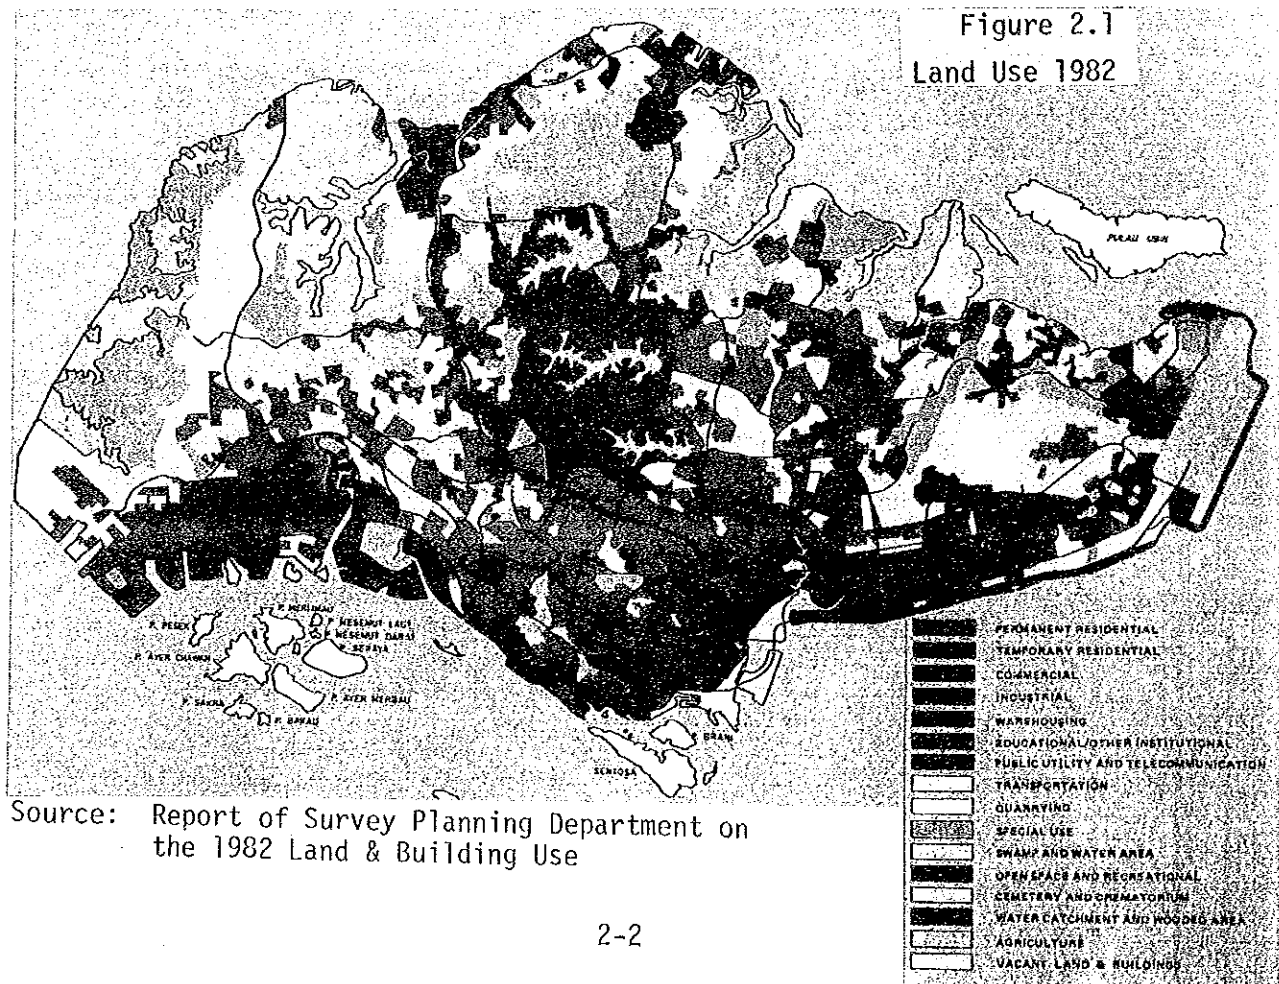 Figure 2.1
Land Use 1982
PULAU UBIN
P. PESEK
P. MERLIMAU
P MESEMUT LAUT
P MESEMUT DARAT
P. SERAYA
P. AYER CHAWAN
P. AYER MERBAU
P. SAKRA
P. BAKAU
P. BRANI
SENTOSA
PERMANENT RESIDENTIAL
TEMPORARY RESIDENTIAL
COMMERCIAL
INDUSTRIAL
WAREHOUSING
EDUCATIONAL/OTHER INSTITUTIONAL
PUBLIC UTILITY AND TELECOMMUNICATION
TRANSPORTATION
QUARRYING
SPECIAL USE
SWAMP AND WATER AREA
OPEN SPACE AND RECREATIONAL
CEMETERY AND CREMATORIUM
WATER CATCHMENT AND WOODED AREA
AGRICULTURE
VACANT LAND & BUILDINGS
Source: Report of Survey Planning Department on
the 1982 Land & Building Use
2-2